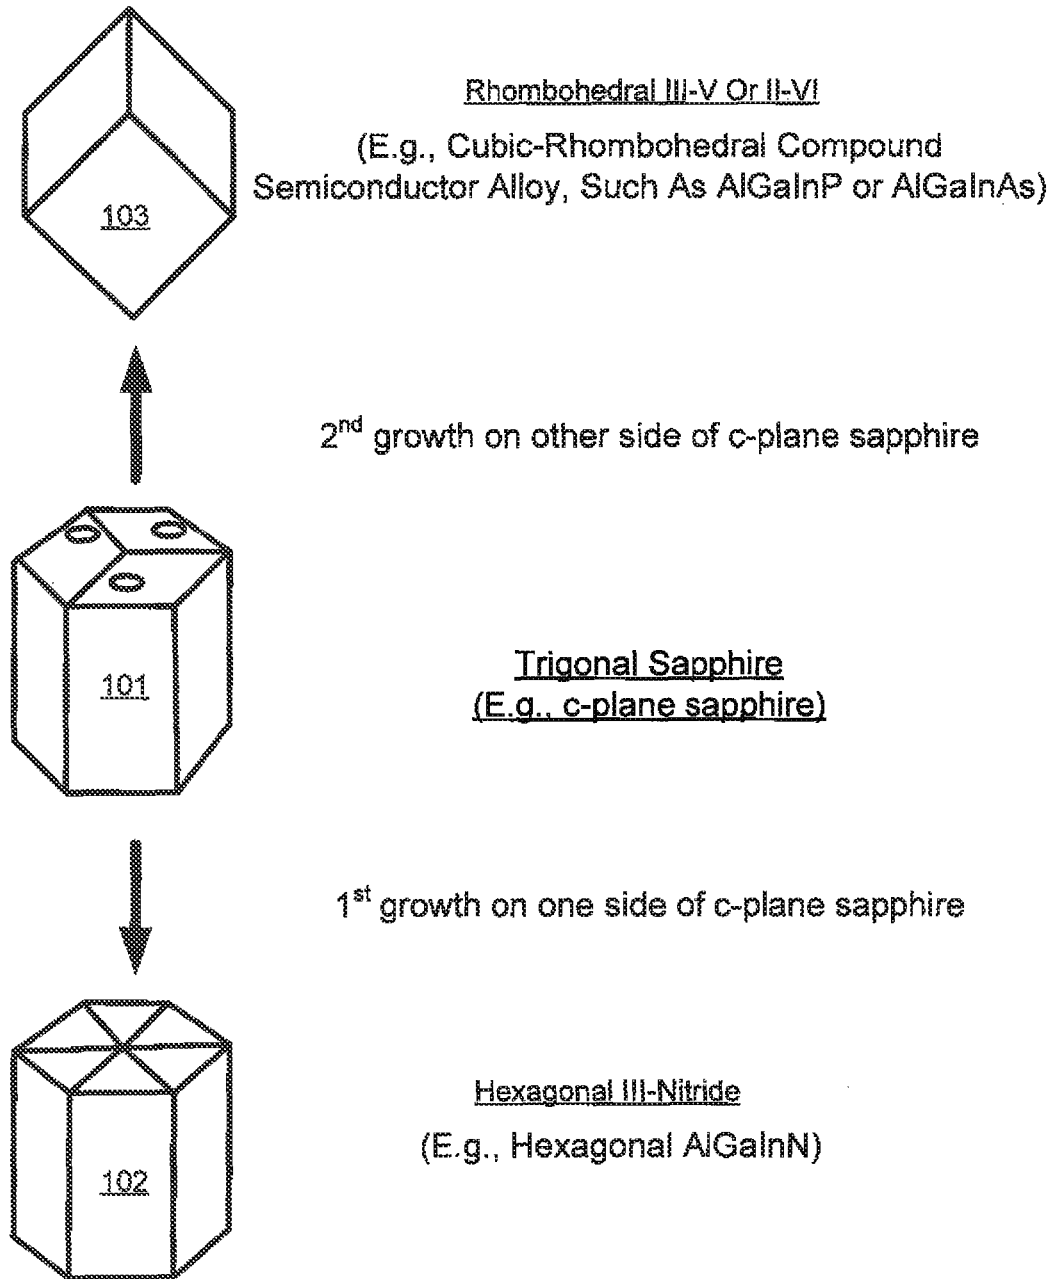 Rhombohedral III-V Or II-VI
(E.g., Cubic-Rhombohedral Compound
Semiconductor Alloy, Such As AlGaInP or AlGaInAs)
103
2nd growth on other side of c-plane sapphire
Trigonal Sapphire
101
(E.g., c-plane sapphire)
1st growth on one side of c-plane sapphire
Hexagonal III-Nitride
(E.g., Hexagonal AlGaInN)
102